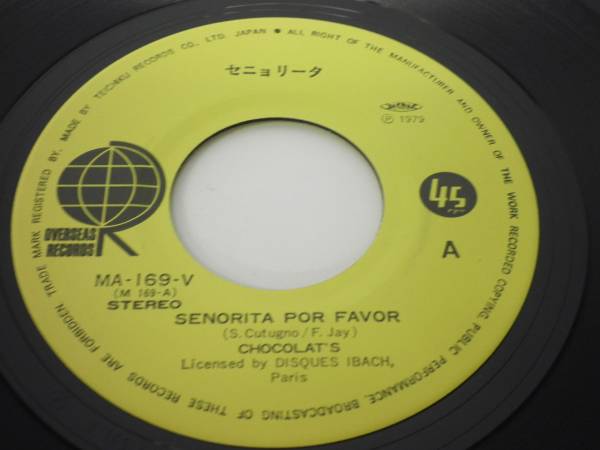 MADE BY TEICHIKU RECORDS CO., LTD. JAPAN ● ALL RIGHT OF THE MANUFACTURER AND OWNER OF THE WORK RECORDED COPYING, PUBLIC PERFORMANCE, BROADCASTING OF THESE RECORDS ARE FORBIDDEN TRADE MARK REGISTERED BY.
セニョリータ
Ⓟ 1979
45
rpm
OVERSEAS
RECORDS
A
MA-169-V
(M 169-A)
STEREO
SENORITA POR FAVOR
(S. Cutugno/F. Jay)
CHOCOLAT'S
Licensed by DISQUES IBACH,
Paris